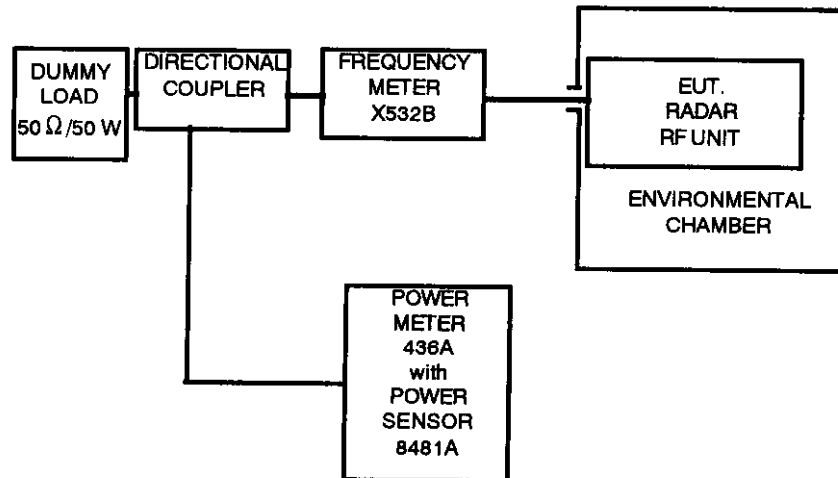 DUMMY
LOAD
50 Ω/50 W
DIRECTIONAL
COUPLER
FREQUENCY
METER
X532B
EUT.
RADAR
RF UNIT
ENVIRONMENTAL
CHAMBER
POWER
METER
436A
with
POWER
SENSOR
8481A